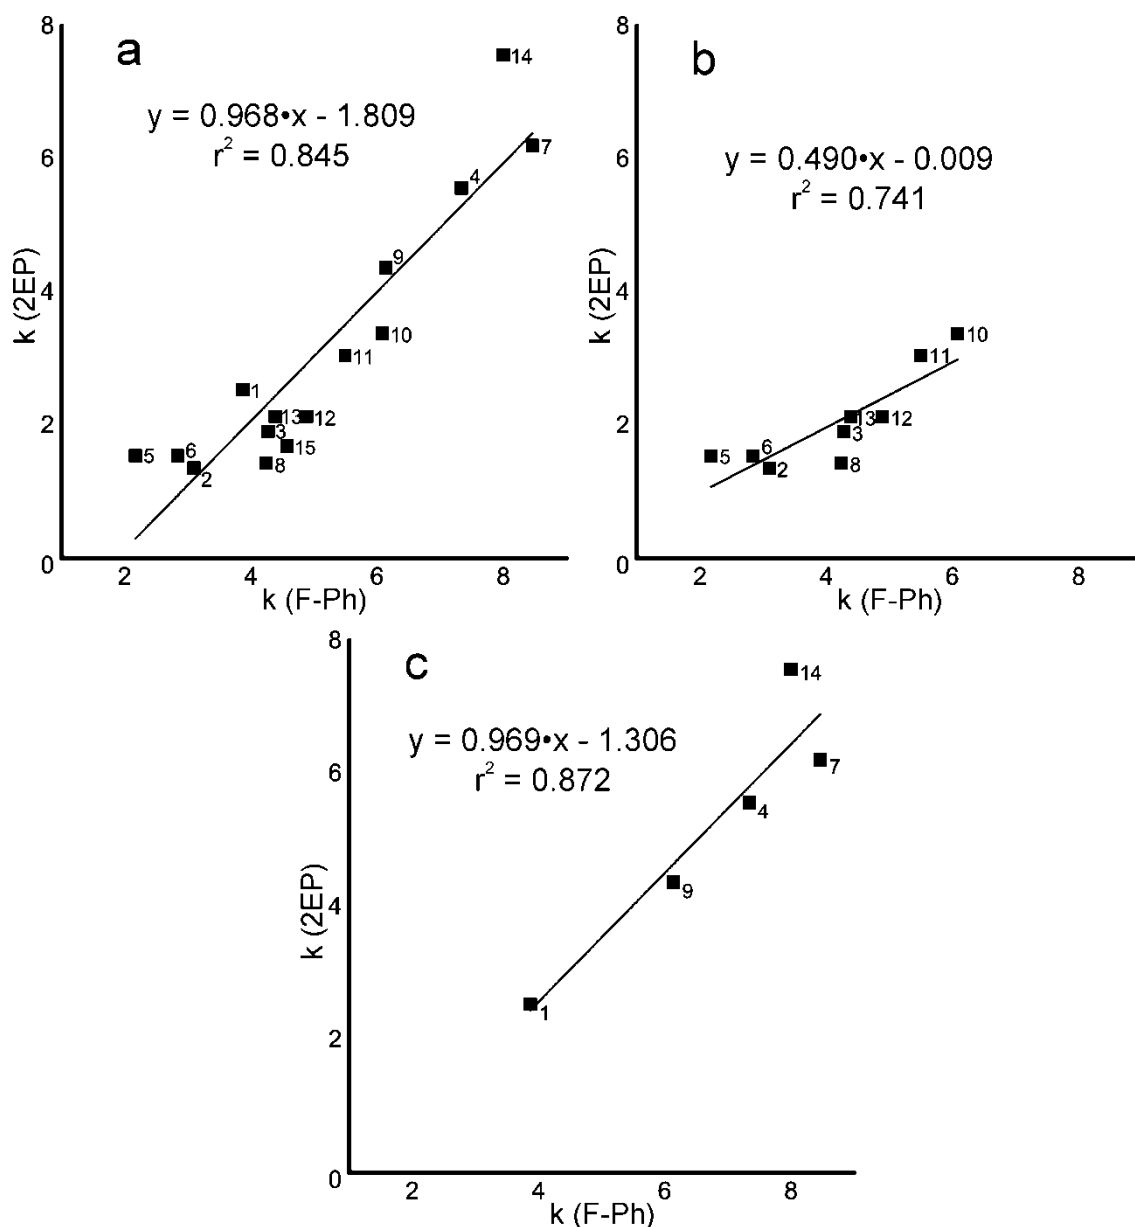 a
y = 0.968•x - 1.809
r² = 0.845
k (2EP)
8
6
4
2
0
14
7
4
9
10
11
1
13
12
3
15
5
6
2
8
2 4 6 8
k (F-Ph)
b
y = 0.490•x - 0.009
r² = 0.741
k (2EP)
8
6
4
2
0
10
11
13
12
3
5
6
2
8
2 4 6 8
k (F-Ph)
c
y = 0.969•x - 1.306
r² = 0.872
k (2EP)
8
6
4
2
0
14
7
4
9
1
2 4 6 8
k (F-Ph)